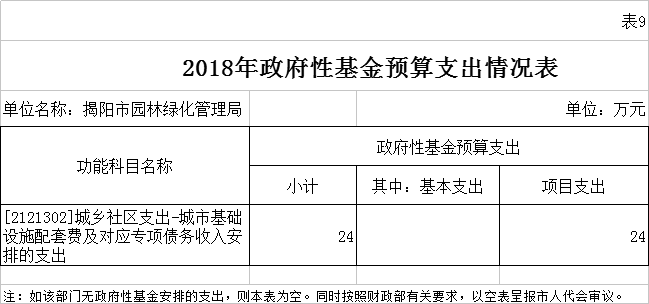 表9
2018年政府性基金预算支出情况表
单位名称：揭阳市园林绿化管理局
单位：万元
功能科目名称
政府性基金预算支出
小计
其中：基本支出
项目支出
[2121302]城乡社区支出-城市基础
设施配套费及对应专项债务收入安
排的支出
24
24
注：如该部门无政府性基金安排的支出，则本表为空。同时按照财政部有关要求，以空表呈报市人代会审议。